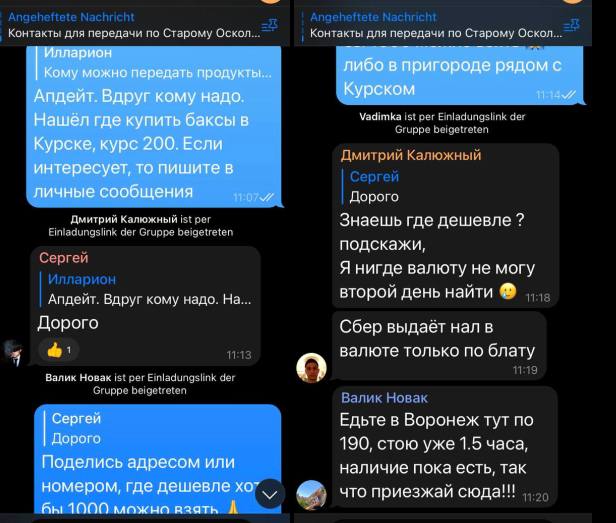 Angeheftete Nachricht
Контакты для передачи по Старому Оскол...
Илларион
Кому можно передать продукты...
Апдейт. Вдруг кому надо.
Нашёл где купить баксы в
Курске, курс 200. Если
интересует, то пишите в
личные сообщения
11:07
Дмитрий Калюжный ist per
Einladungslink der Gruppe beigetreten
Сергей
Илларион
Апдейт. Вдруг кому надо. На...
Дорого
👍 1
11:13
Валик Новак ist per Einladungslink der
Gruppe beigetreten
Сергей
Дорого
Поделись адресом или
номером, где дешевле хот
бы 1000 можно взять 🙏
Angeheftete Nachricht
Контакты для передачи по Старому Оскол...
либо в пригороде рядом с
Курском
11:14
Vadimka ist per Einladungslink der
Gruppe beigetreten
Дмитрий Калюжный
Сергей
Дорого
Знаешь где дешевле ?
подскажи,
Я нигде валюту не могу
второй день найти 🥲
11:18
Сбер выдаёт нал в
валюте только по блату
11:19
Валик Новак
Едьте в Воронеж тут по
190, стою уже 1.5 часа,
наличие пока есть, так
что приезжай сюда!!!
11:20